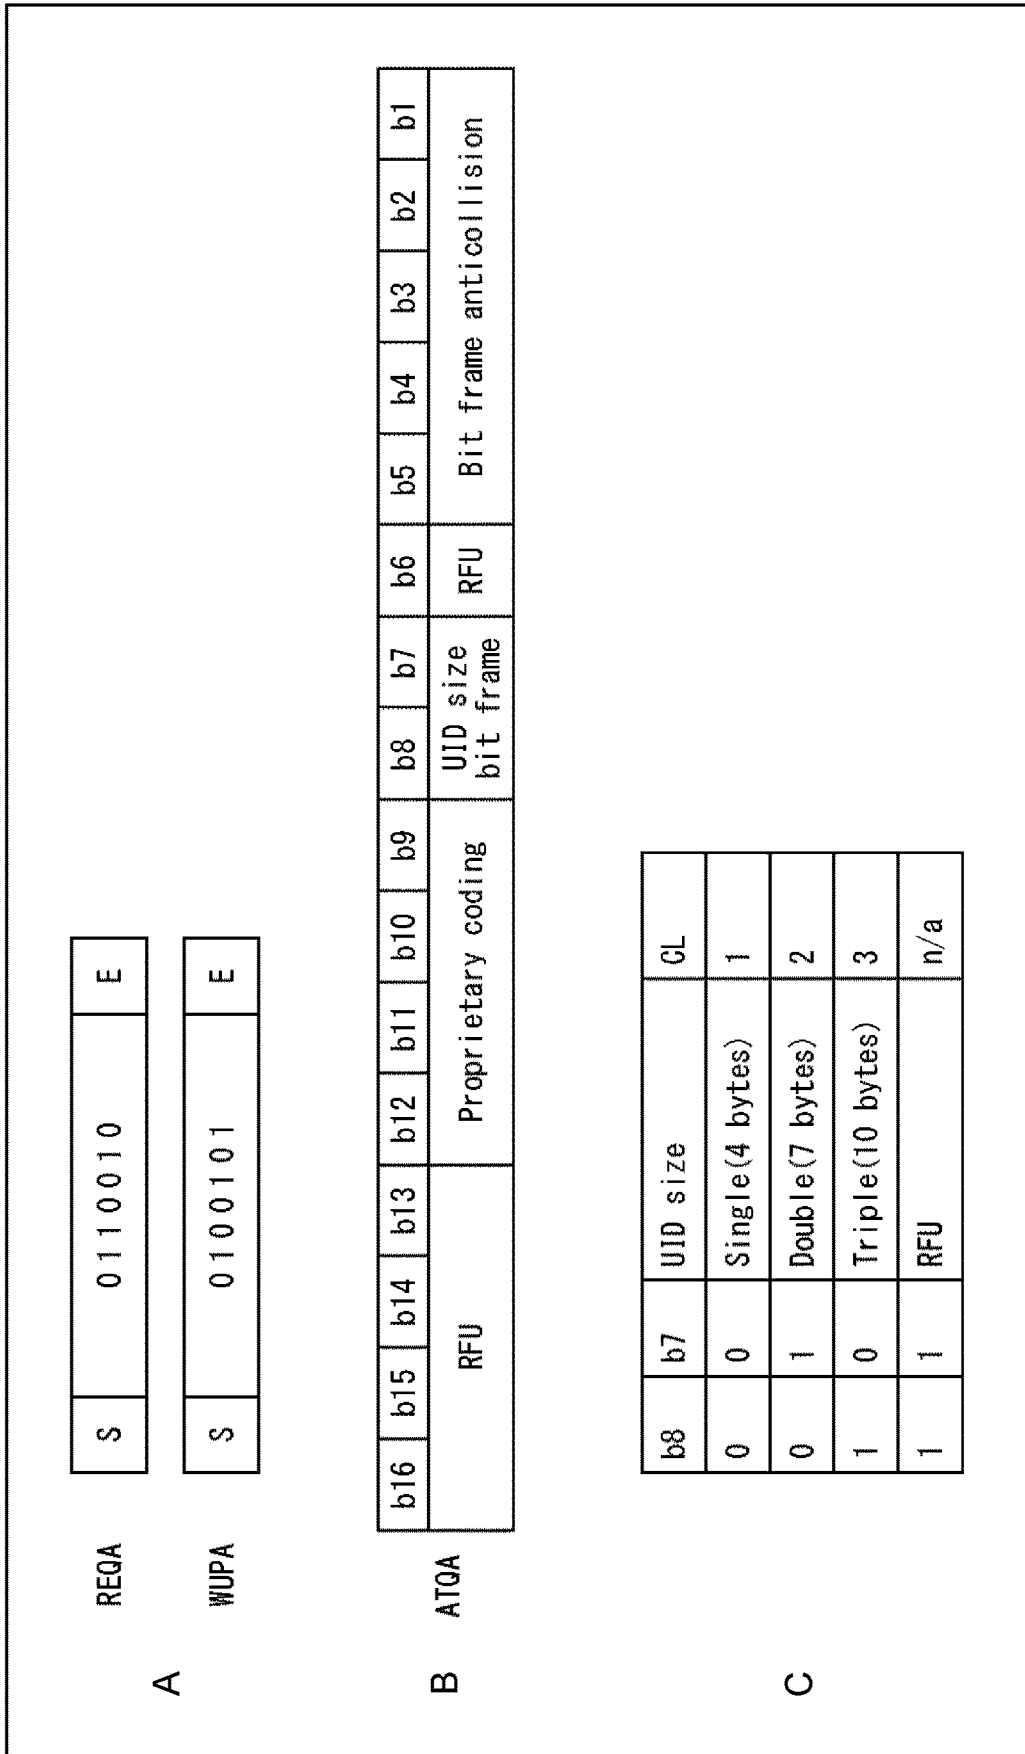 A
REQA S 0110010 E
WUPA S 0100101 E
B
ATQA
b16 b15 b14 b13 b12 b11 b10 b9 b8 b7 b6 b5 b4 b3 b2 b1
RFU Proprietary coding UID size bit frame RFU Bit frame anticollision
C
b8 b7 UID size CL
0 0 Single(4 bytes) 1
0 1 Double(7 bytes) 2
1 0 Triple(10 bytes) 3
1 1 RFU n/a